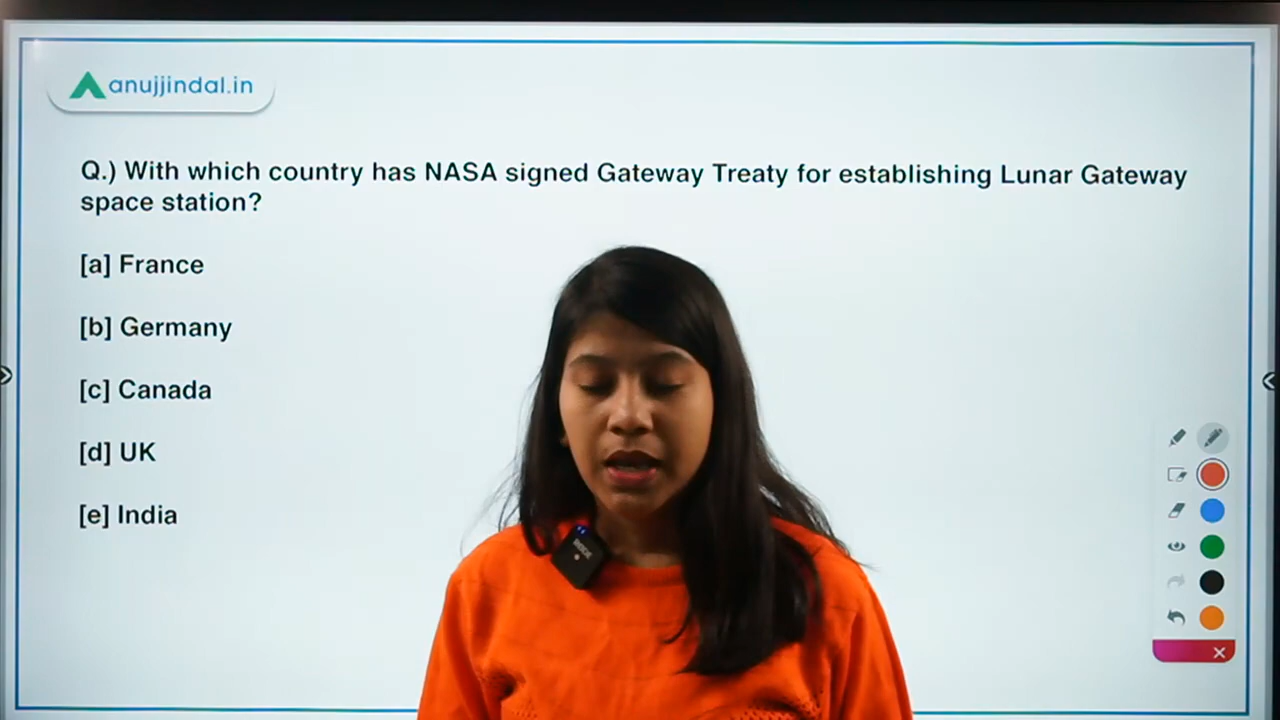 anujjindal.in
Q.) With which country has NASA signed Gateway Treaty for establishing Lunar Gateway
space station?
[a] France
[b] Germany
[c] Canada
[d] UK
[e] India